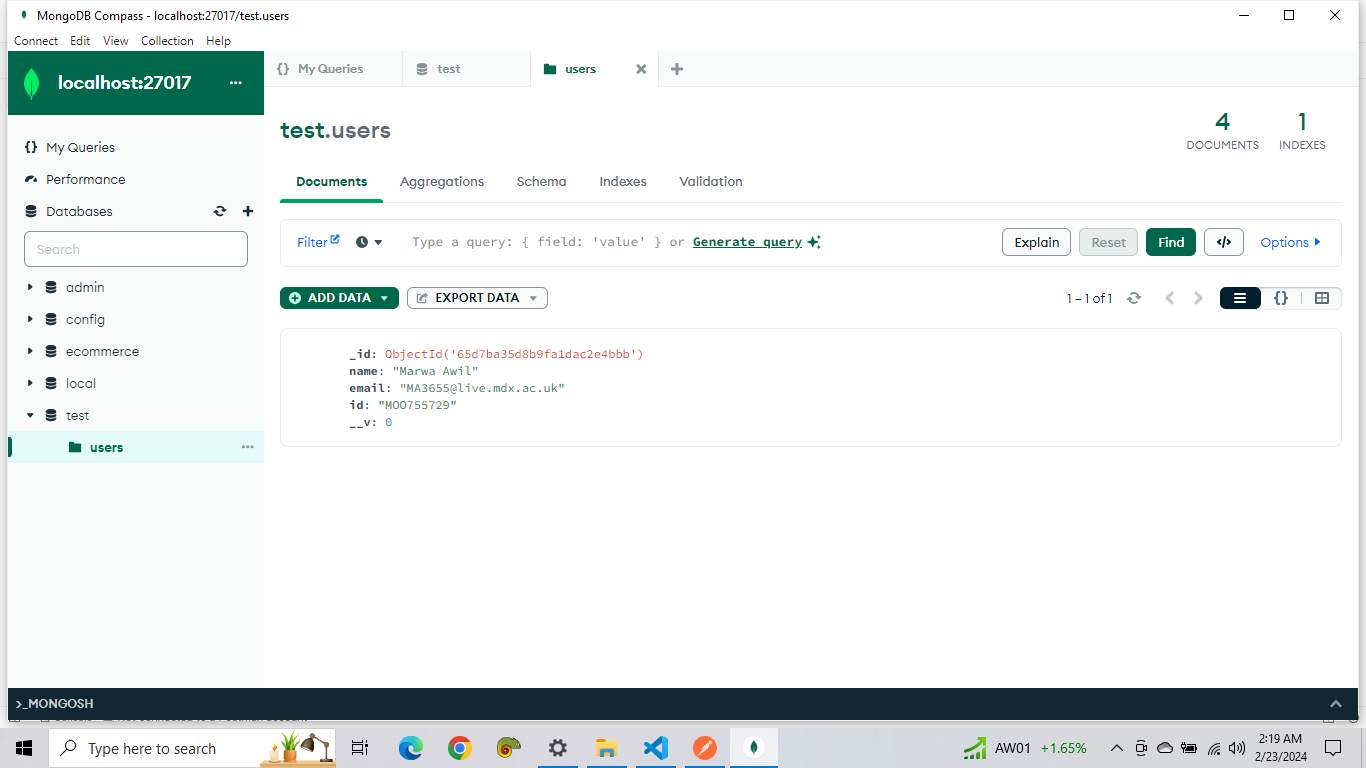 MongoDB Compass - localhost:27017/test.users
Connect Edit View Collection Help
localhost:27017 ...
{} My Queries
test
users
My Queries
Performance
Databases
Search
admin
config
ecommerce
local
test
users ...
test.users
4
DOCUMENTS
1
INDEXES
Documents Aggregations Schema Indexes Validation
Filter Type a query: { field: 'value' } or Generate query Explain Reset Find </> Options
ADD DATA EXPORT DATA 1 – 1 of 1 {}
_id: ObjectId('65d7ba35d8b9fa1dac2e4bbb')
name: "Marwa Awil"
email: "MA3655@live.mdx.ac.uk"
id: "MOO755729"
__v: 0
>_MONGOSH
Type here to search
AW01 +1.65%
2:19 AM
2/23/2024